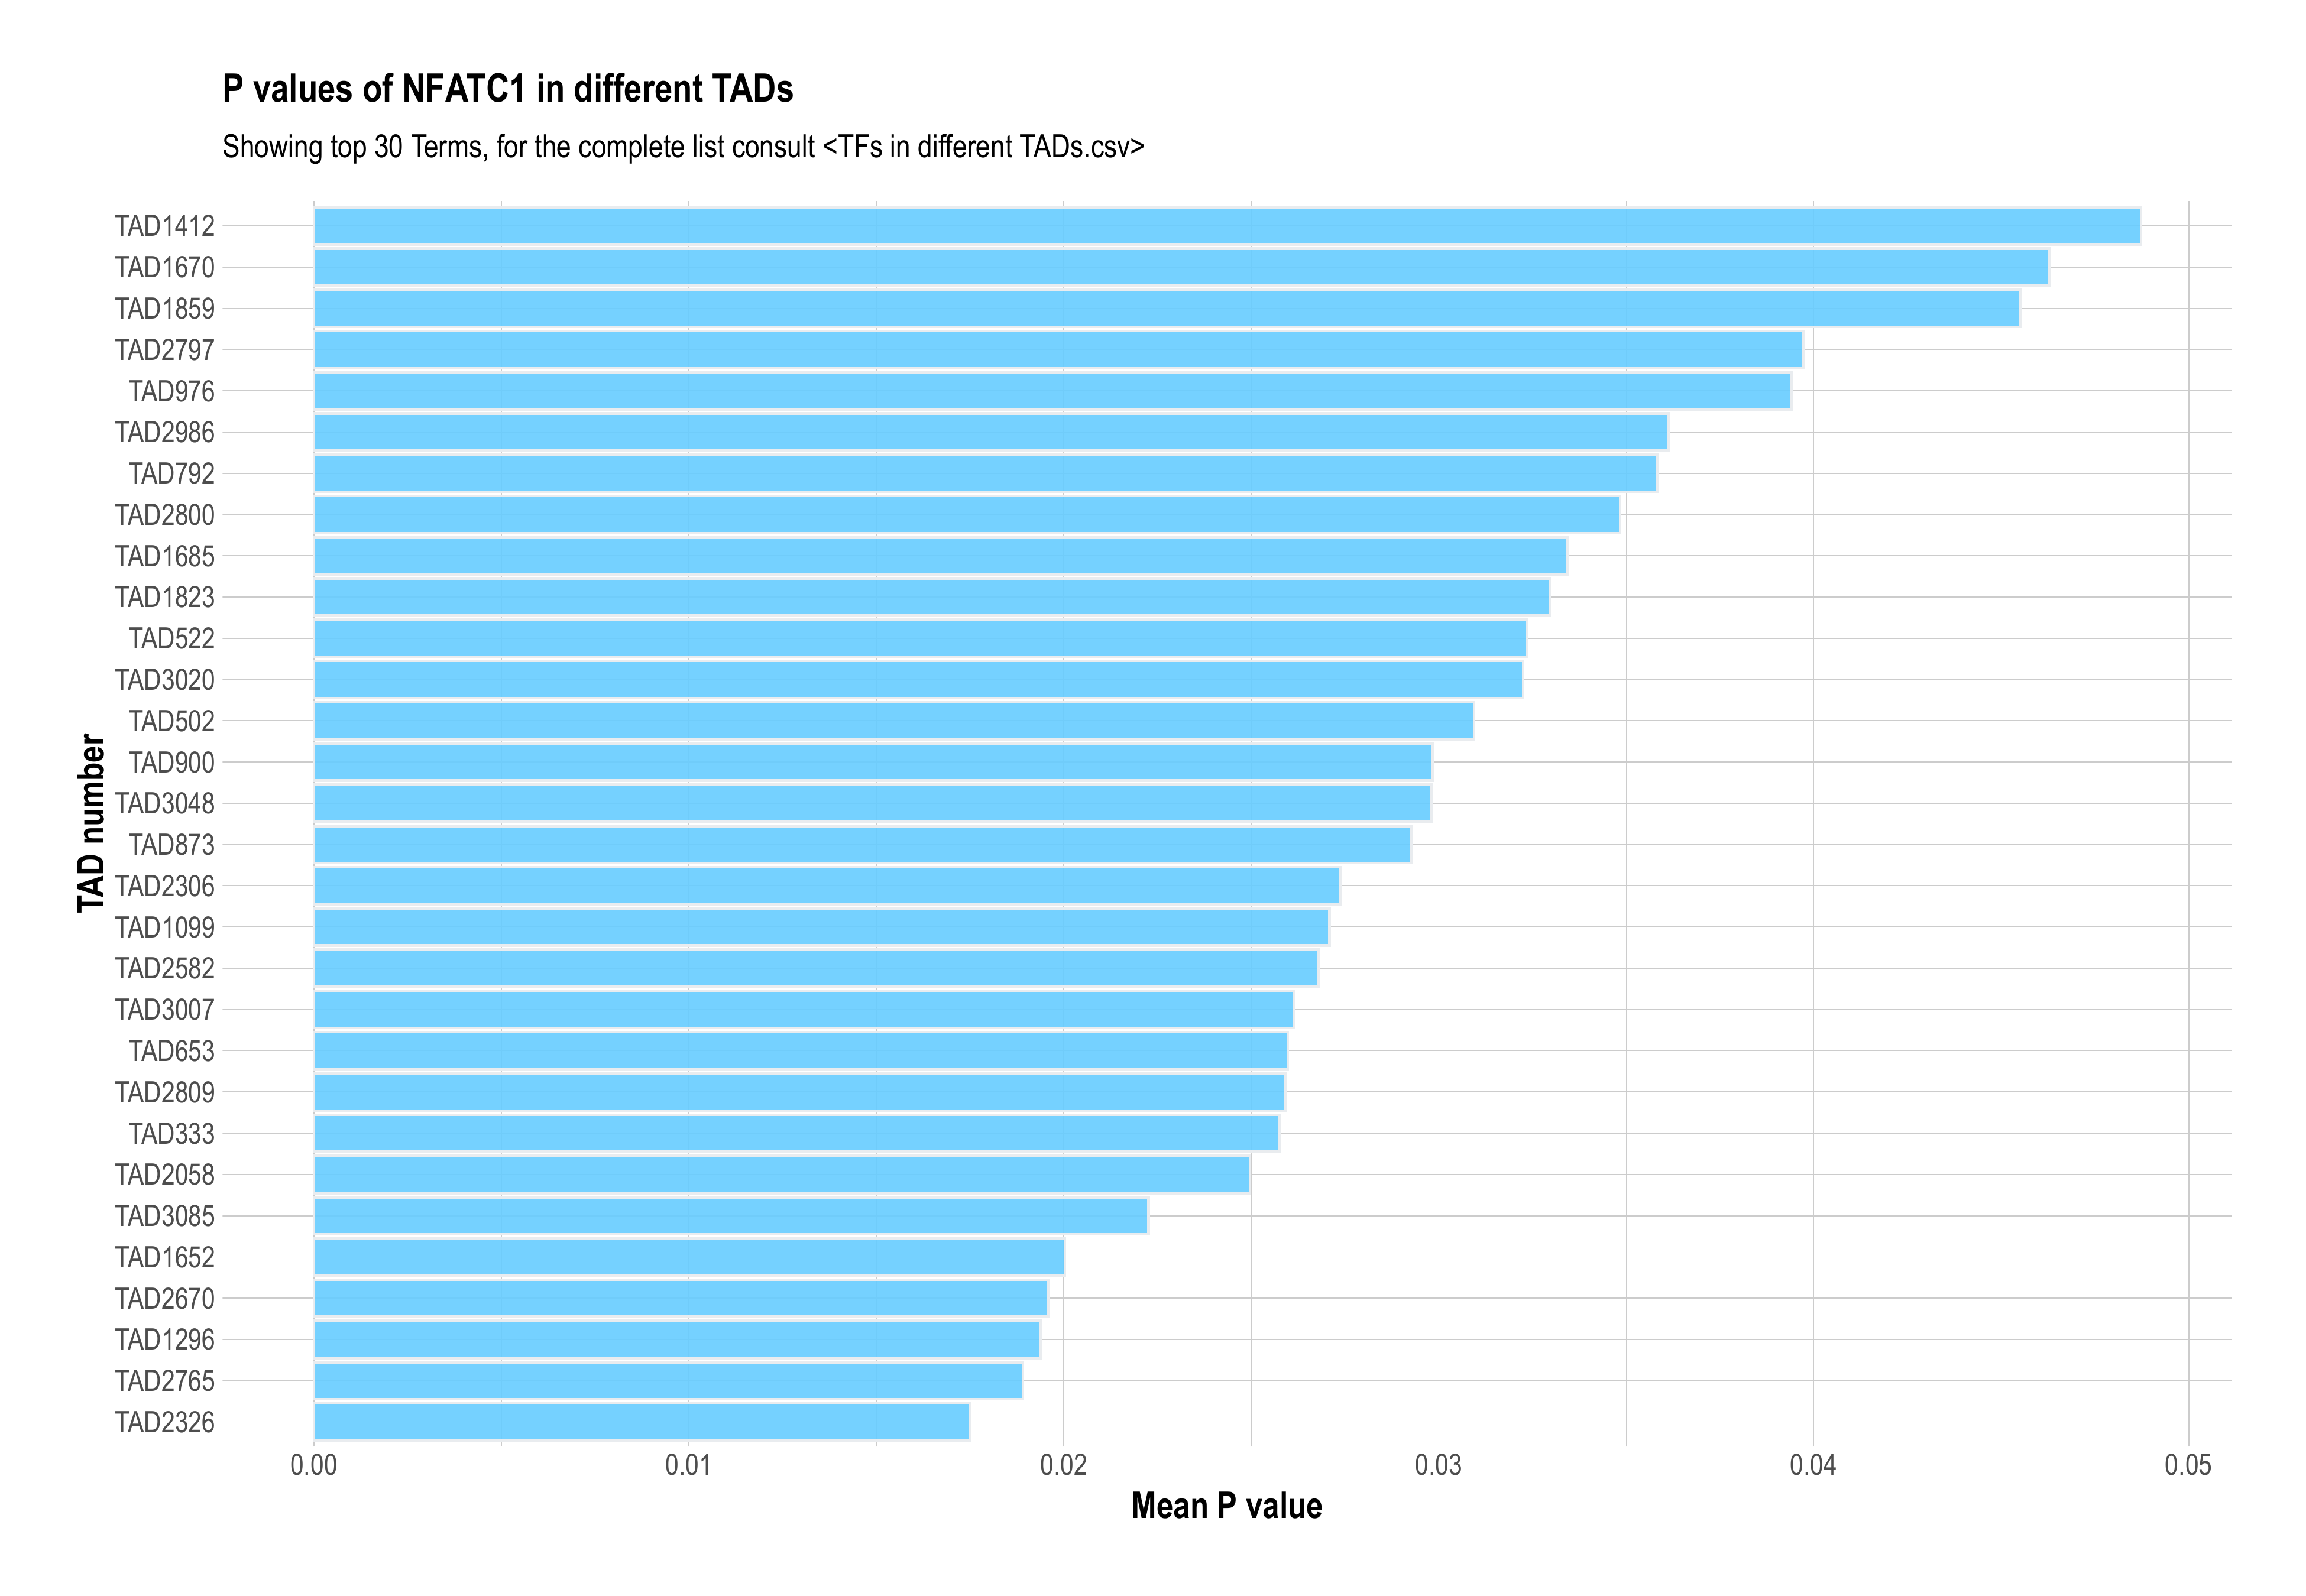 P values of NFATC1 in different TADs
Showing top 30 Terms, for the complete list consult <TFs in different TADs.csv>
TAD number
TAD1412
TAD1670
TAD1859
TAD2797
TAD976
TAD2986
TAD792
TAD2800
TAD1685
TAD1823
TAD522
TAD3020
TAD502
TAD900
TAD3048
TAD873
TAD2306
TAD1099
TAD2582
TAD3007
TAD653
TAD2809
TAD333
TAD2058
TAD3085
TAD1652
TAD2670
TAD1296
TAD2765
TAD2326
0.00 0.01 0.02 0.03 0.04 0.05
Mean P value